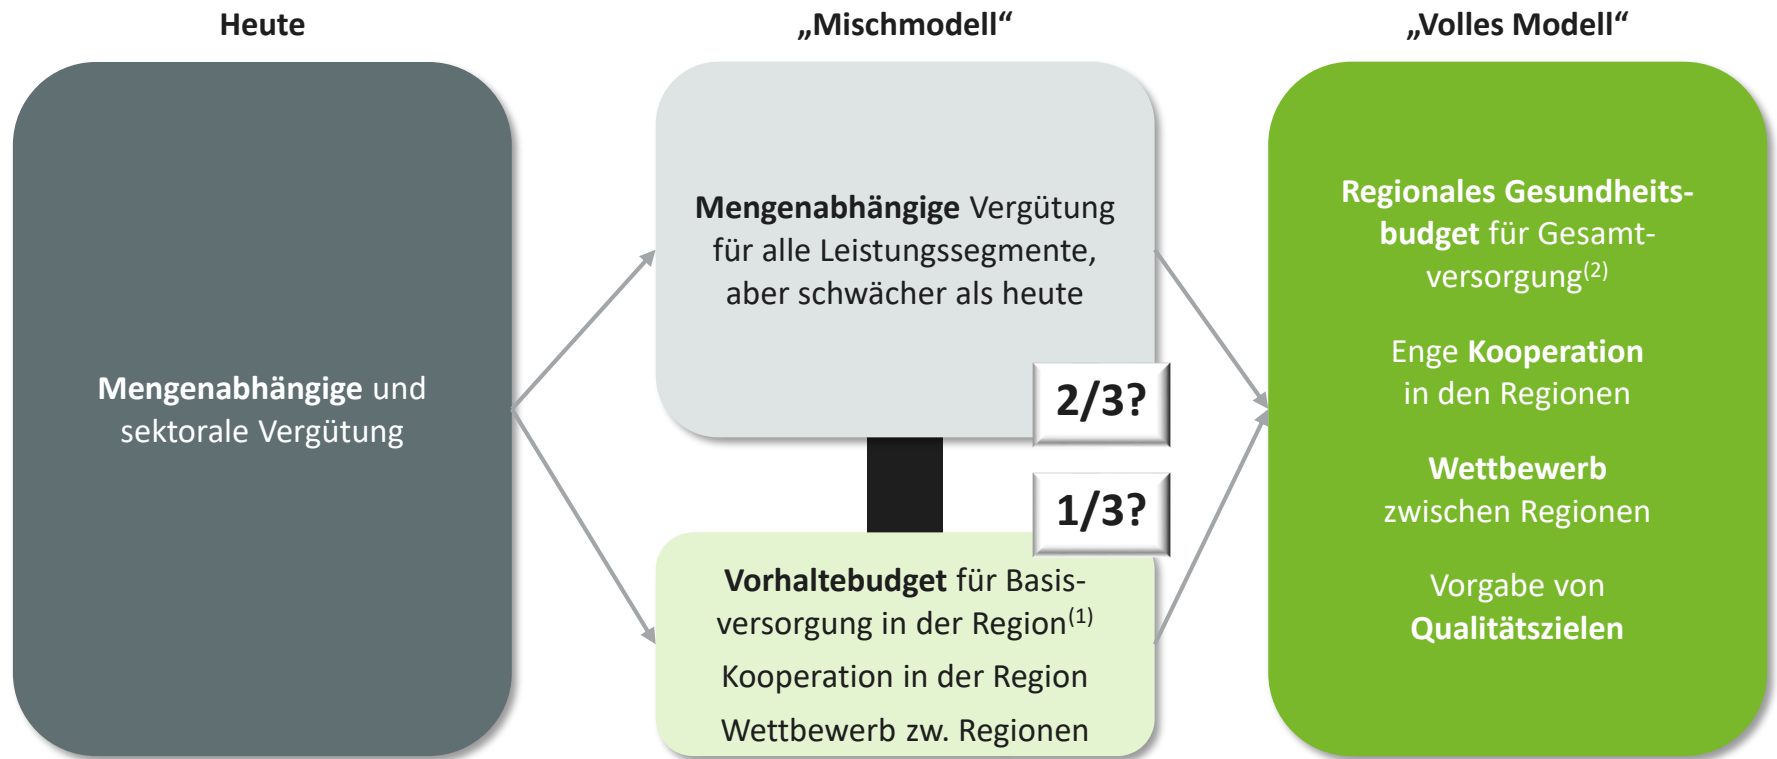 Heute
„Mischmodell“
„Volles Modell“
Mengenabhängige und
sektorale Vergütung
Mengenabhängige Vergütung
für alle Leistungssegmente,
aber schwächer als heute
2/3?
1/3?
Vorhaltebudget für Basis-
versorgung in der Region(1)
Kooperation in der Region
Wettbewerb zw. Regionen
Regionales Gesundheits-
budget für Gesamt-
versorgung(2)
Enge Kooperation
in den Regionen
Wettbewerb
zwischen Regionen
Vorgabe von
Qualitätszielen